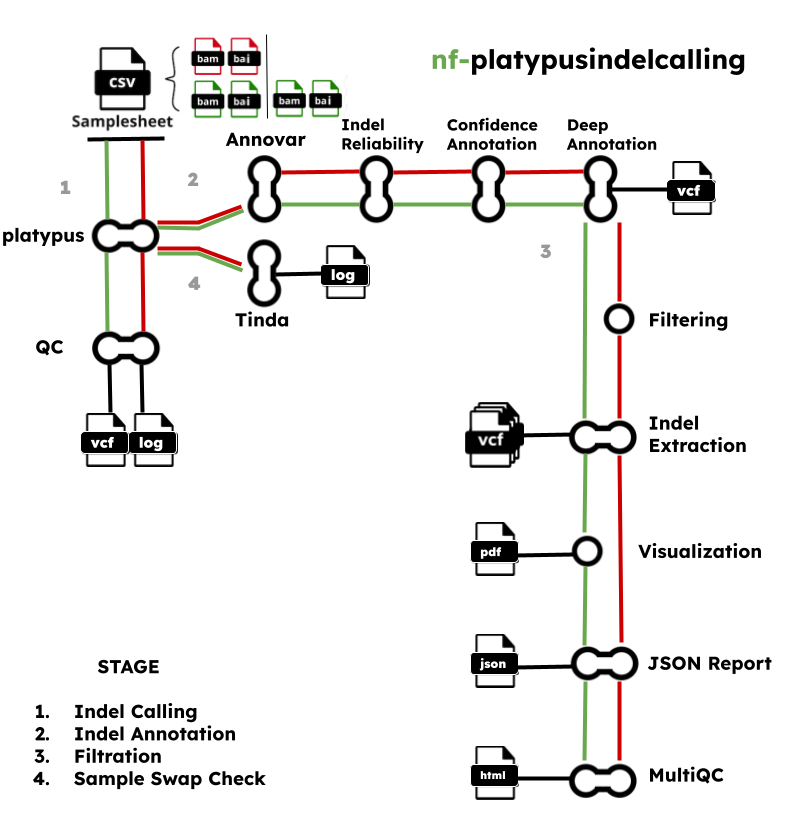 nf-platypusindelcalling
CSV
bam bai
bam bai bam bai
Samplesheet
Annovar
Indel
Reliability
Confidence
Annotation
Deep
Annotation
1
2
vcf
platypus
3
4
log
Tinda
Filtering
QC
vcf log
Indel
Extraction
vcf
pdf
Visualization
json
JSON Report
html
MultiQC
STAGE
1. Indel Calling
2. Indel Annotation
3. Filtration
4. Sample Swap Check